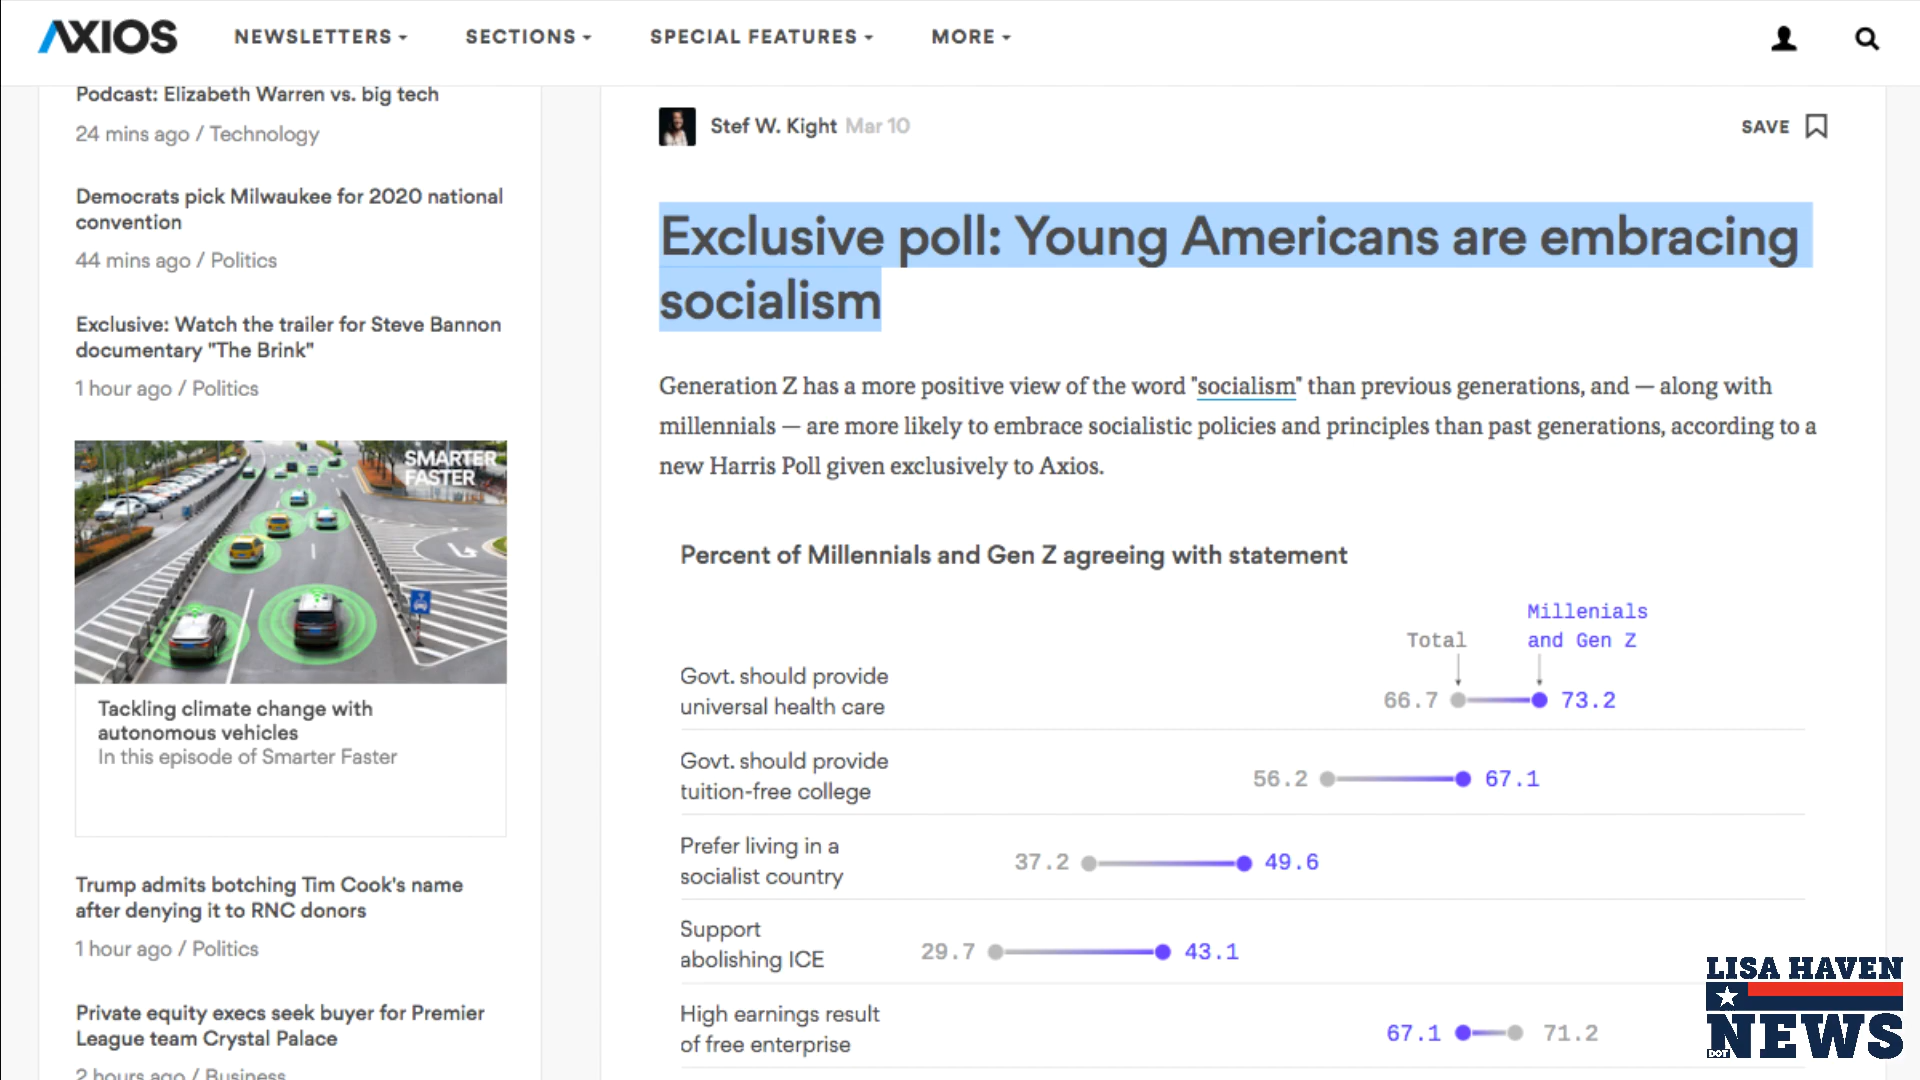 AXIOS
NEWSLETTERS
SECTIONS
SPECIAL FEATURES
MORE
Podcast: Elizabeth Warren vs. big tech
24 mins ago / Technology
Democrats pick Milwaukee for 2020 national
convention
44 mins ago / Politics
Exclusive: Watch the trailer for Steve Bannon
documentary "The Brink"
1 hour ago / Politics
SMARTER
FASTER
Tackling climate change with
autonomous vehicles
In this episode of Smarter Faster
Trump admits botching Tim Cook's name
after denying it to RNC donors
1 hour ago / Politics
Private equity execs seek buyer for Premier
League team Crystal Palace
2 hours ago / Business
Stef W. Kight Mar 10
SAVE
Exclusive poll: Young Americans are embracing
socialism
Generation Z has a more positive view of the word "socialism" than previous generations, and — along with
millennials — are more likely to embrace socialistic policies and principles than past generations, according to a
new Harris Poll given exclusively to Axios.
Percent of Millennials and Gen Z agreeing with statement
Millenials
Total and Gen Z
Govt. should provide
universal health care
66.7 73.2
Govt. should provide
tuition-free college
56.2 67.1
Prefer living in a
socialist country
37.2 49.6
Support
abolishing ICE
29.7 43.1
High earnings result
of free enterprise
67.1 71.2
LISA HAVEN
DOT NEWS